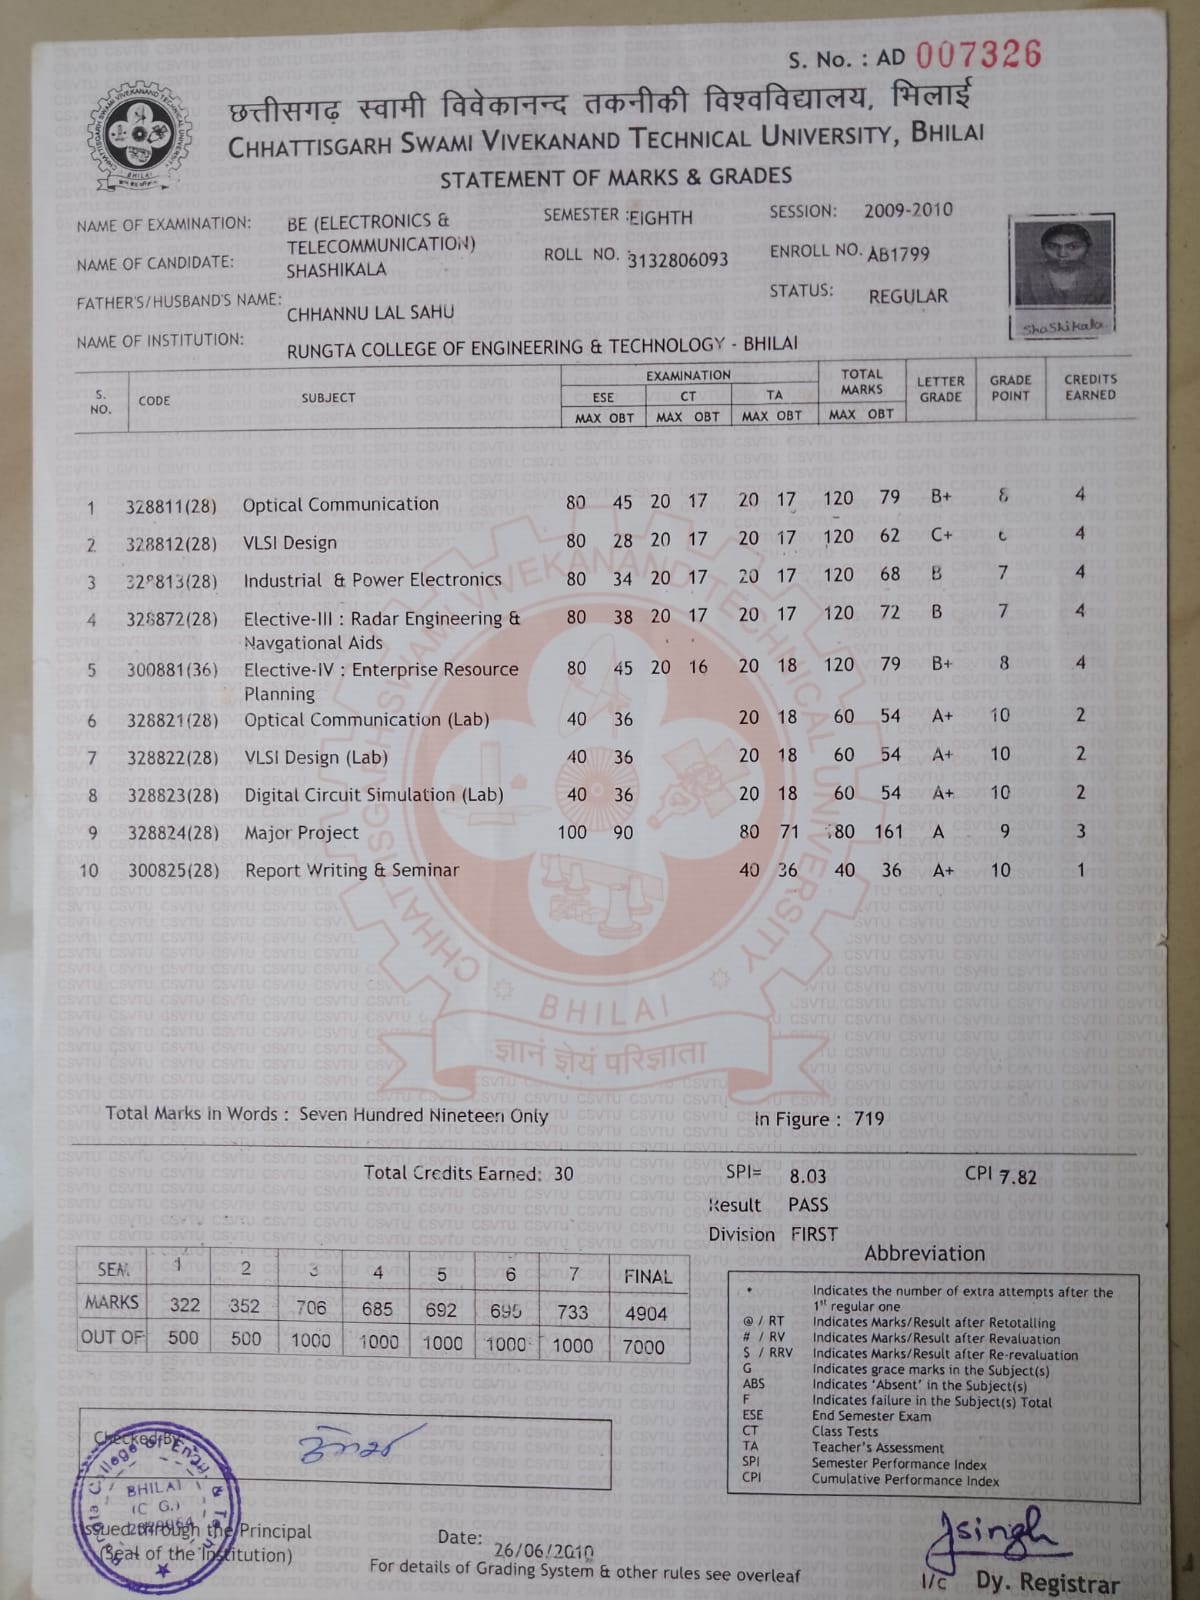 S. No. : AD 007326
छत्तीसगढ़ स्वामी विवेकानन्द तकनीकी विश्वविद्यालय, भिलाई
CHHATTISGARH SWAMI VIVEKANAND TECHNICAL UNIVERSITY, BHILAI
STATEMENT OF MARKS & GRADES
NAME OF EXAMINATION: BE (ELECTRONICS & TELECOMMUNICATION) SEMESTER : EIGHTH SESSION: 2009-2010
NAME OF CANDIDATE: SHASHIKALA ROLL NO. : 3132806093 ENROLL NO. AB1799
FATHER'S/HUSBAND'S NAME: CHHANNU LAL SAHU STATUS: REGULAR
Shashikala
NAME OF INSTITUTION: RUNGTA COLLEGE OF ENGINEERING & TECHNOLOGY - BHILAI
S. NO. CODE SUBJECT EXAMINATION TOTAL MARKS LETTER GRADE GRADE POINT CREDITS EARNED
ESE CT TA
MAX OBT MAX OBT MAX OBT MAX OBT
1 328811(28) Optical Communication 80 45 20 17 20 17 120 79 B+ 8 4
2 328812(28) VLSI Design 80 28 20 17 20 17 120 62 C+ 4
3 328813(28) Industrial & Power Electronics 80 34 20 17 20 17 120 68 B 7 4
4 328872(28) Elective-III : Radar Engineering & 80 38 20 17 20 17 120 72 B 7 4
Navgational Aids
5 300881(36) Elective-IV : Enterprise Resource 80 45 20 16 20 18 120 79 B+ 8 4
Planning
6 328821(28) Optical Communication (Lab) 40 36 20 18 60 54 A+ 10 2
7 328822(28) VLSI Design (Lab) 40 36 20 18 60 54 A+ 10 2
8 328823(28) Digital Circuit Simulation (Lab) 40 36 20 18 60 54 A+ 10 2
9 328824(28) Major Project 100 90 80 71 180 161 A 9 3
10 300825(28) Report Writing & Seminar 40 36 40 36 A+ 10 1
CHHATTISGARH SWAMI VIVEKANAND TECHNICAL UNIVERSITY
BHILAI
ज्ञानं ज्ञेयं परिज्ञाता
Total Marks In Words : Seven Hundred Nineteen Only In Figure : 719
Total Credits Earned: 30 SPI= 8.03 CPI 7.82
Result PASS
Division FIRST
SEM. 1 2 3 4 5 6 7 FINAL
MARKS 322 352 706 685 692 695 733 4904
OUT OF 500 500 1000 1000 1000 1000 1000 7000
Abbreviation
* Indicates the number of extra attempts after the
1st regular one
@ / RT Indicates Marks/Result after Retotalling
# / RV Indicates Marks/Result after Revaluation
$ / RRV Indicates Marks/Result after Re-revaluation
G Indicates grace marks in the Subject(s)
ABS Indicates 'Absent' in the Subject(s)
F Indicates failure in the Subject(s) Total
ESE End Semester Exam
CT Class Tests
TA Teacher's Assessment
SPI Semester Performance Index
CPI Cumulative Performance Index
Checked By
BHILAI
(C G.)
Issued through the Principal
(Seal of the Institution)
Date: 26/06/2010
For details of Grading System & other rules see overleaf
Jsingh
I/c Dy. Registrar